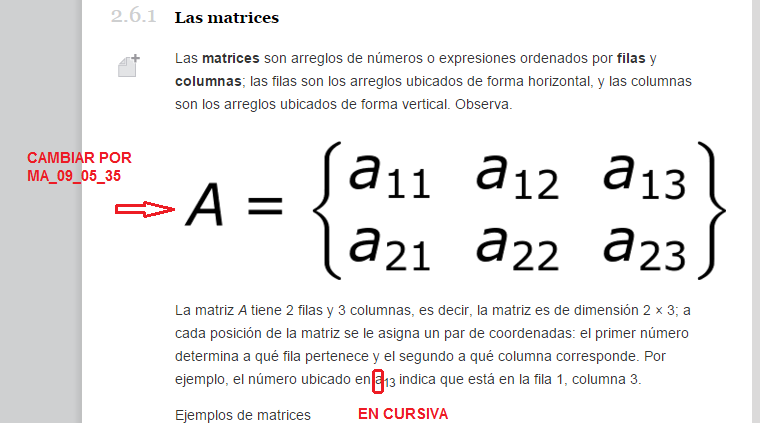 2.6.1 Las matrices
Las matrices son arreglos de números o expresiones ordenados por filas y
columnas; las filas son los arreglos ubicados de forma horizontal, y las columnas
son los arreglos ubicados de forma vertical. Observa.
CAMBIAR POR
MA_09_05_35
A = { a₁₁ a₁₂ a₁₃
a₂₁ a₂₂ a₂₃ }
La matriz A tiene 2 filas y 3 columnas, es decir, la matriz es de dimensión 2 × 3; a
cada posición de la matriz se le asigna un par de coordenadas: el primer número
determina a qué fila pertenece y el segundo a qué columna corresponde. Por
ejemplo, el número ubicado en a₁₃ indica que está en la fila 1, columna 3.
EN CURSIVA
Ejemplos de matrices